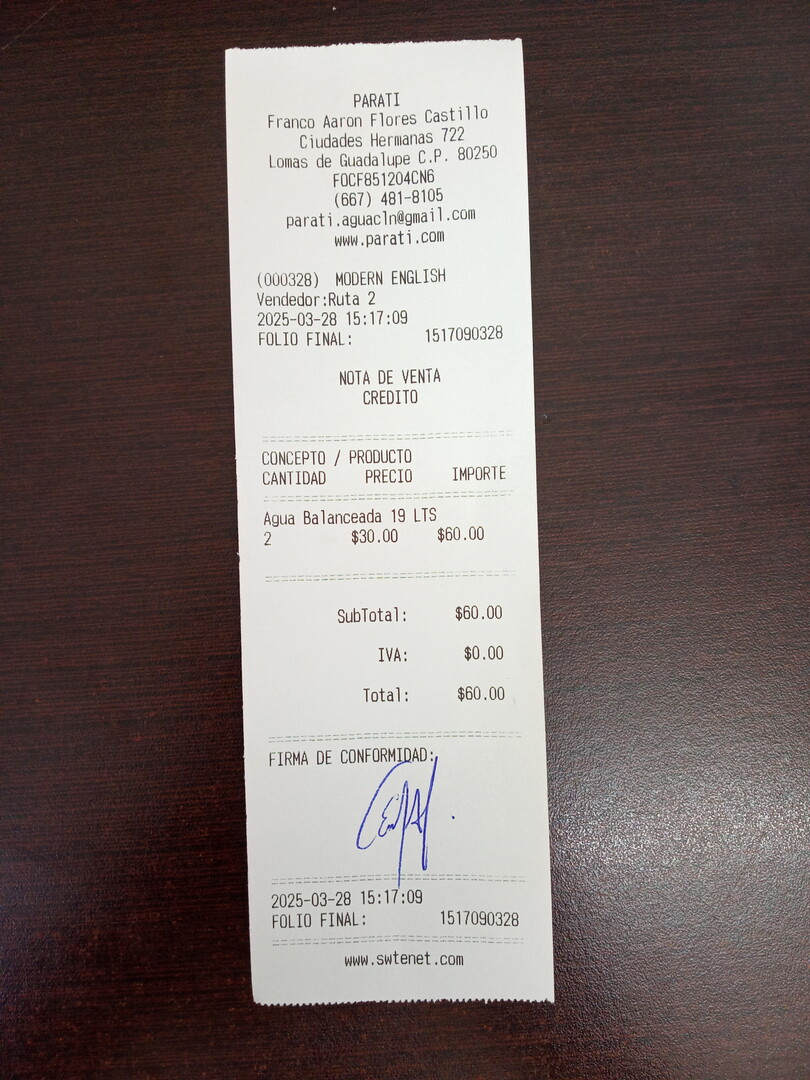 PARATI
Franco Aaron Flores Castillo
Ciudades Hermanas 722
Lomas de Guadalupe C.P. 80250
FOCF851204CN6
(667) 481-8105
parati.aguacln@gmail.com
www.parati.com
(000328) MODERN ENGLISH
Vendedor:Ruta 2
2025-03-28 15:17:09
FOLIO FINAL: 1517090328
NOTA DE VENTA
CREDITO
CONCEPTO / PRODUCTO
CANTIDAD PRECIO IMPORTE
Agua Balanceada 19 LTS
2 $30.00 $60.00
SubTotal: $60.00
IVA: $0.00
Total: $60.00
FIRMA DE CONFORMIDAD:
2025-03-28 15:17:09
FOLIO FINAL: 1517090328
www.swtenet.com